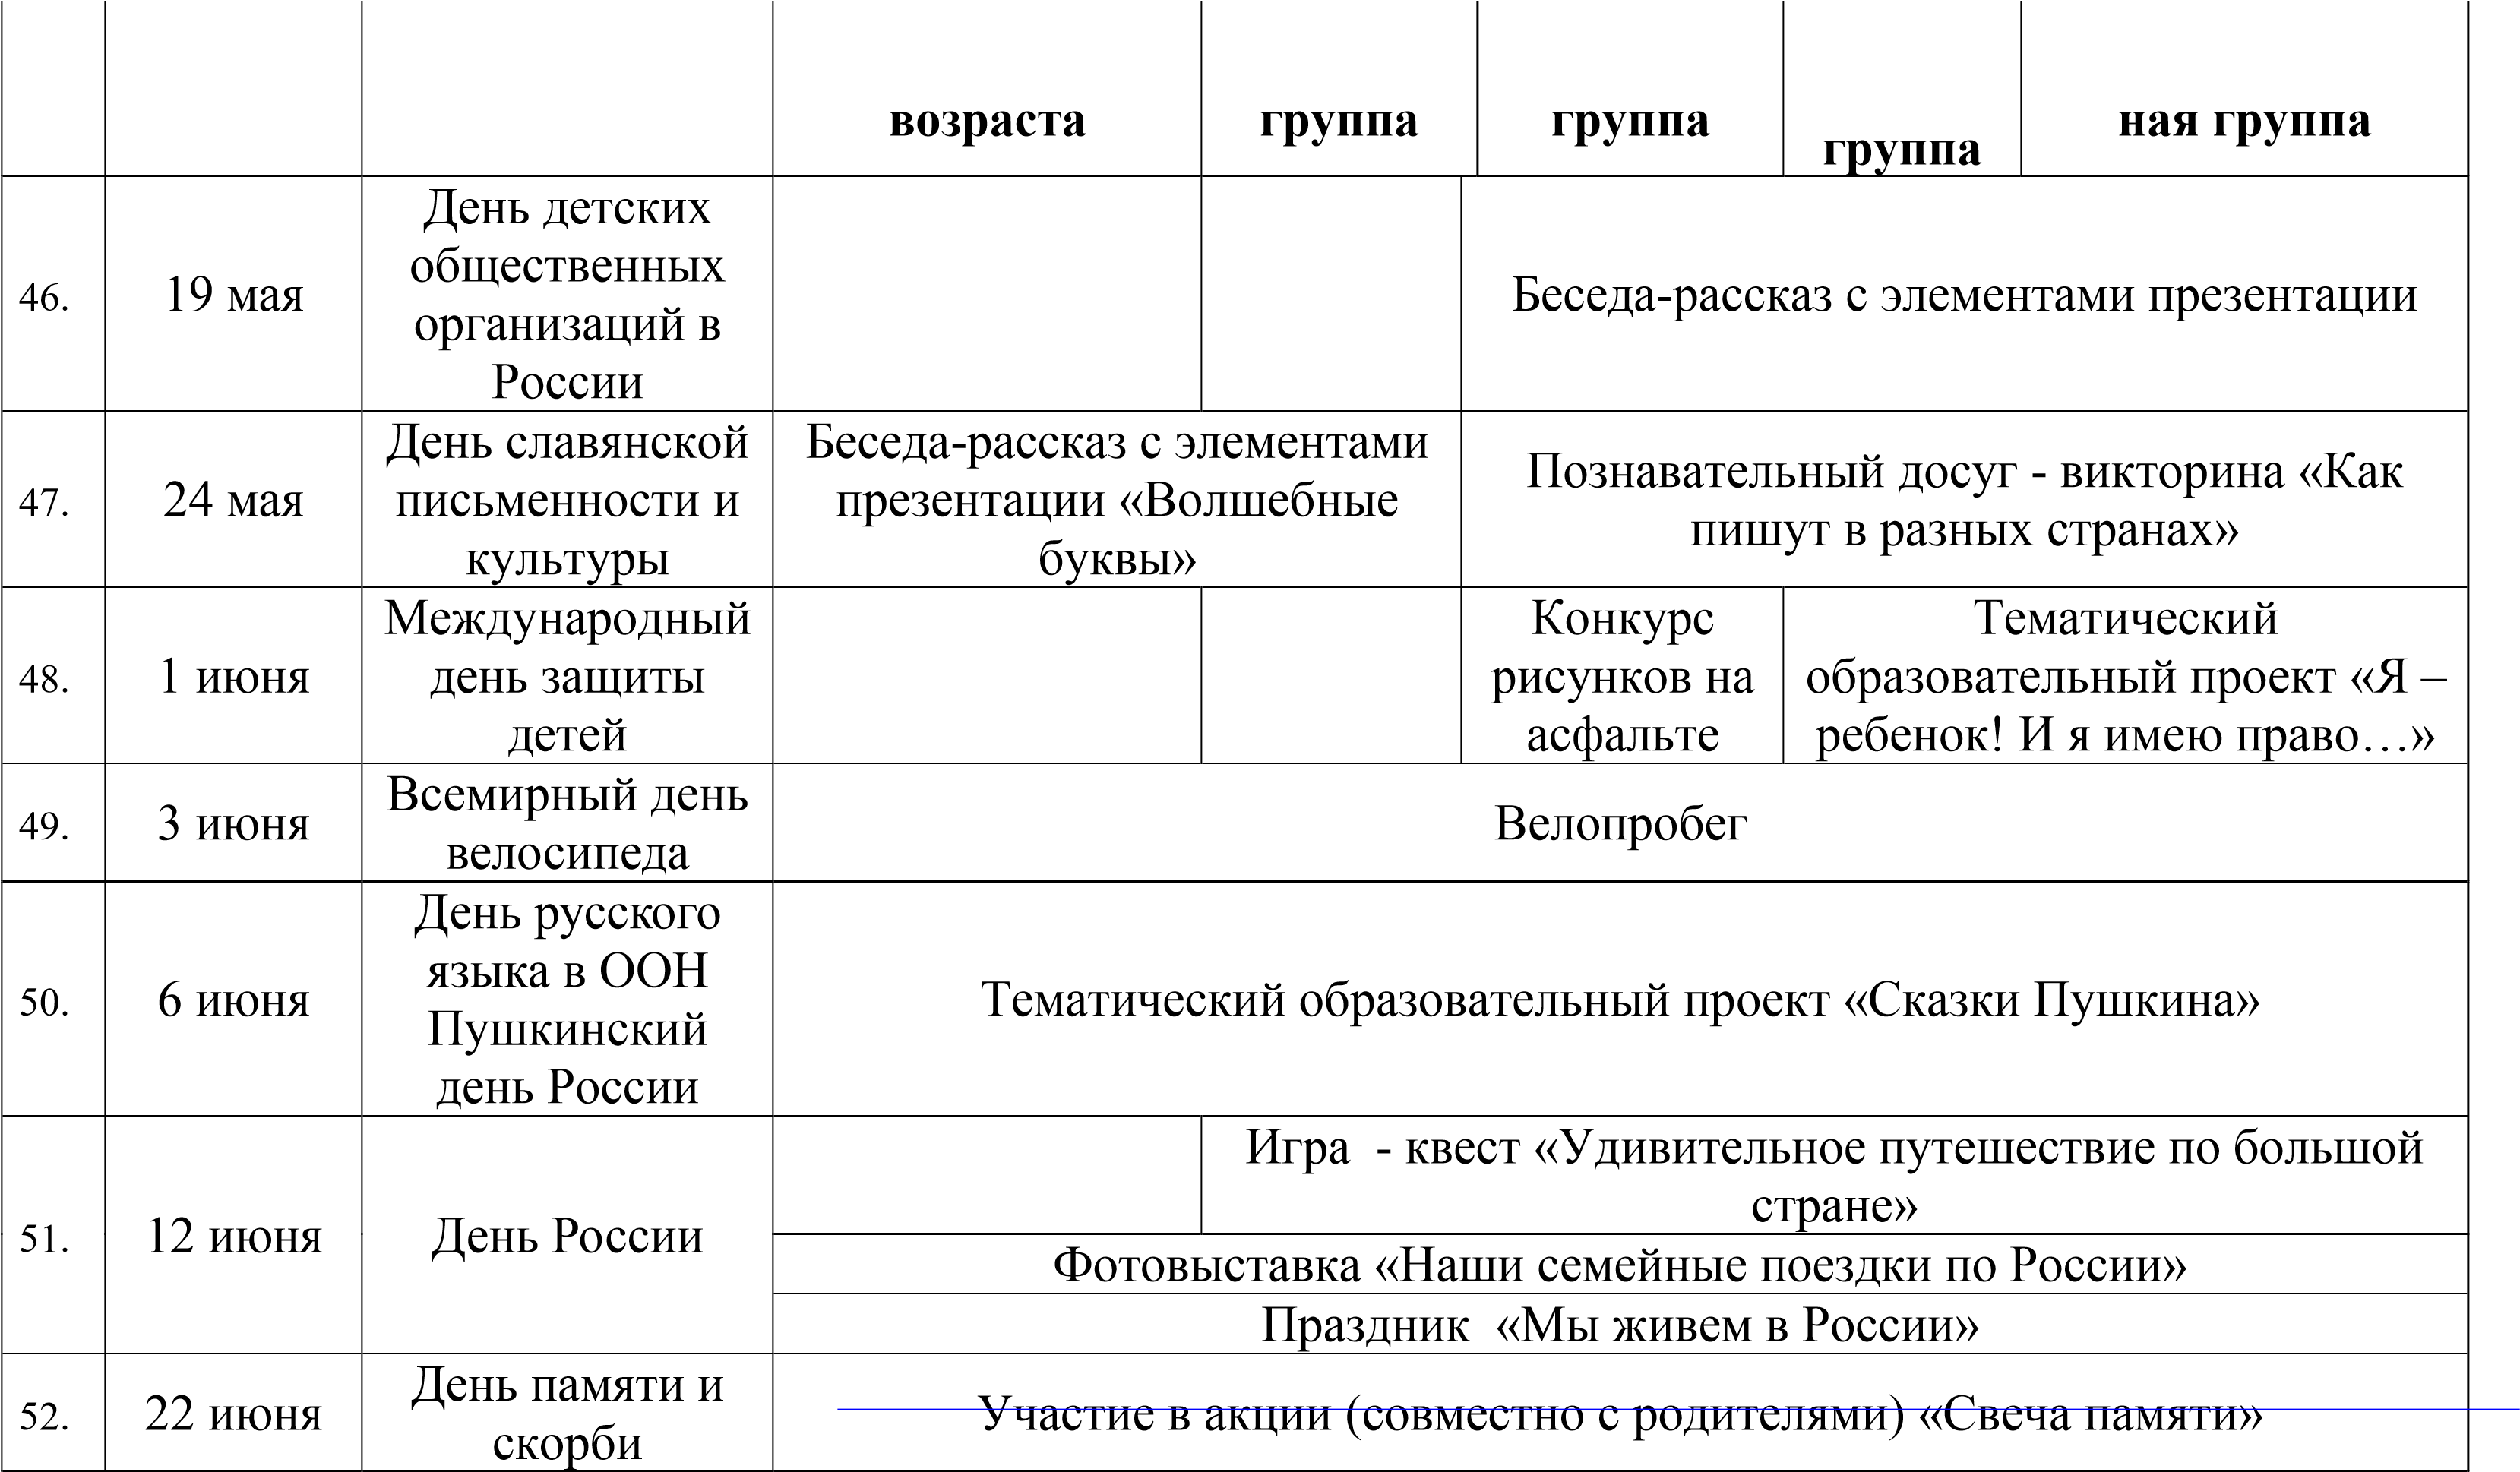 возраста
группа
группа
группа
ная группа
46.
19 мая
День детских
общественных
организаций в
России
Беседа-рассказ с элементами презентации
47.
24 мая
День славянской
письменности и
культуры
Беседа-рассказ с элементами
презентации «Волшебные
буквы»
Познавательный досуг - викторина «Как
пишут в разных странах»
48.
1 июня
Международный
день защиты
детей
Конкурс
рисунков на
асфальте
Тематический
образовательный проект «Я –
ребенок! И я имею право…»
49.
3 июня
Всемирный день
велосипеда
Велопробег
50.
6 июня
День русского
языка в ООН
Пушкинский
день России
Тематический образовательный проект «Сказки Пушкина»
51.
12 июня
День России
Игра  - квест «Удивительное путешествие по большой
стране»
Фотовыставка «Наши семейные поездки по России»
Праздник  «Мы живем в России»
52.
22 июня
День памяти и
скорби
Участие в акции (совместно с родителями) «Свеча памяти»